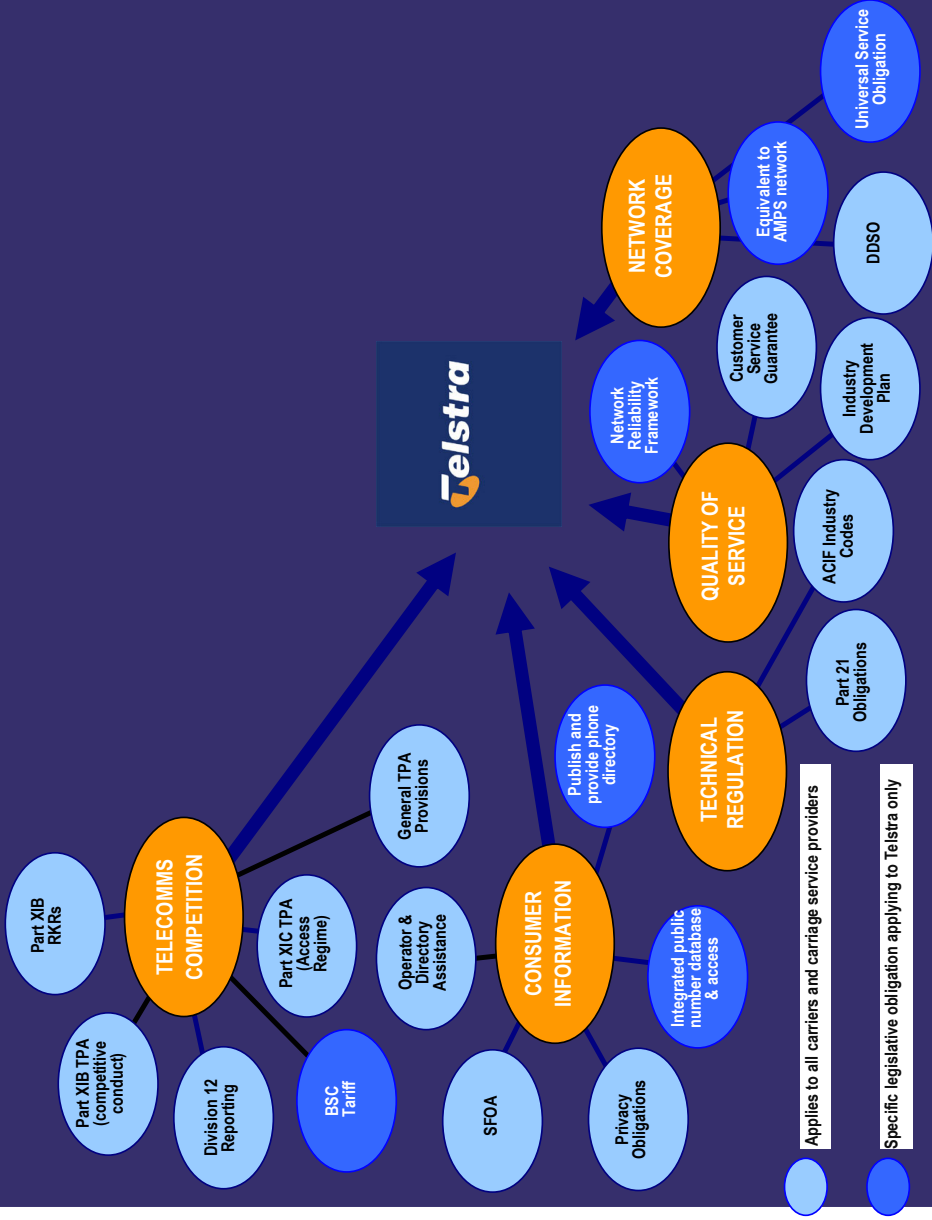 Part XIB
RKRs
Part XIB TPA
(competitive
conduct)
TELECOMMS
COMPETITION
Division 12
Reporting
General TPA
Provisions
Part XIC TPA
(Access
Regime)
BSC
Tariff
Operator &
Directory
Assistance
SFOA
CONSUMER
INFORMATION
Publish and
provide phone
directory
Privacy
Obligations
Integrated public
number database
& access
Telstra
TECHNICAL
REGULATION
Part 21
Obligations
ACIF Industry
Codes
QUALITY OF
SERVICE
Network
Reliability
Framework
Customer
Service
Guarantee
Industry
Development
Plan
NETWORK
COVERAGE
Equivalent to
AMPS network
DDSO
Universal Service
Obligation
Applies to all carriers and carriage service providers
Specific legislative obligation applying to Telstra only